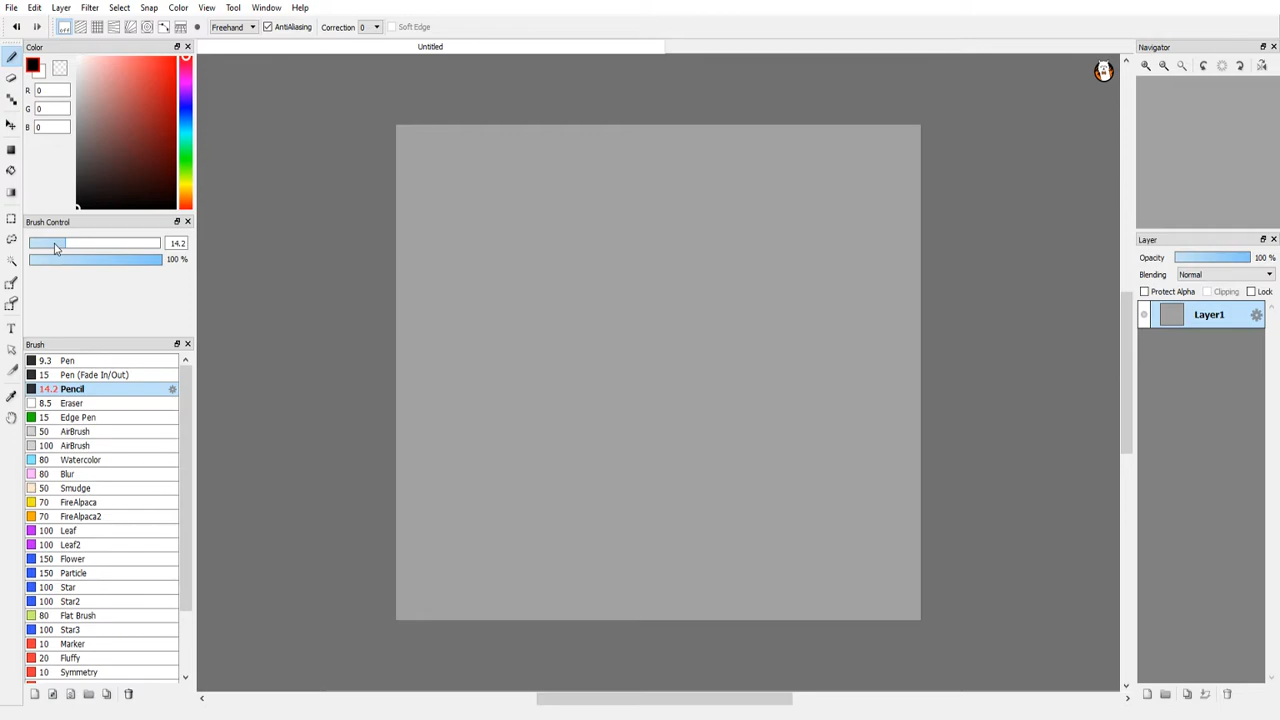 File Edit Layer Filter Select Snap Color View Tool Window Help
off Freehand AntiAliasing Correction 0 Soft Edge
Color
R 0
G 0
B 0
Brush Control
14.2
100 %
Brush
9.3 Pen
15 Pen (Fade In/Out)
14.2 Pencil
8.5 Eraser
15 Edge Pen
50 AirBrush
100 AirBrush
80 Watercolor
80 Blur
50 Smudge
70 FireAlpaca
70 FireAlpaca2
100 Leaf
100 Leaf2
150 Flower
150 Particle
100 Star
100 Star2
80 Flat Brush
100 Star3
10 Marker
20 Fluffy
10 Symmetry
T
Untitled
Navigator
Layer
Opacity 100 %
Blending Normal
Protect Alpha Clipping Lock
Layer1